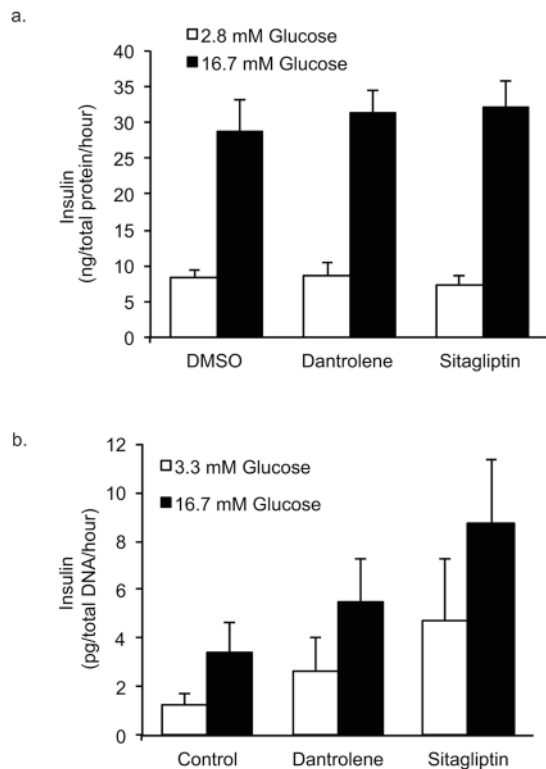 a.
2.8 mM Glucose
16.7 mM Glucose
40
35
30
25
20
15
10
5
0
Insulin
(ng/total protein/hour)
DMSO Dantrolene Sitagliptin
b.
3.3 mM Glucose
16.7 mM Glucose
12
10
8
6
4
2
0
Insulin
(pg/total DNA/hour)
Control Dantrolene Sitagliptin